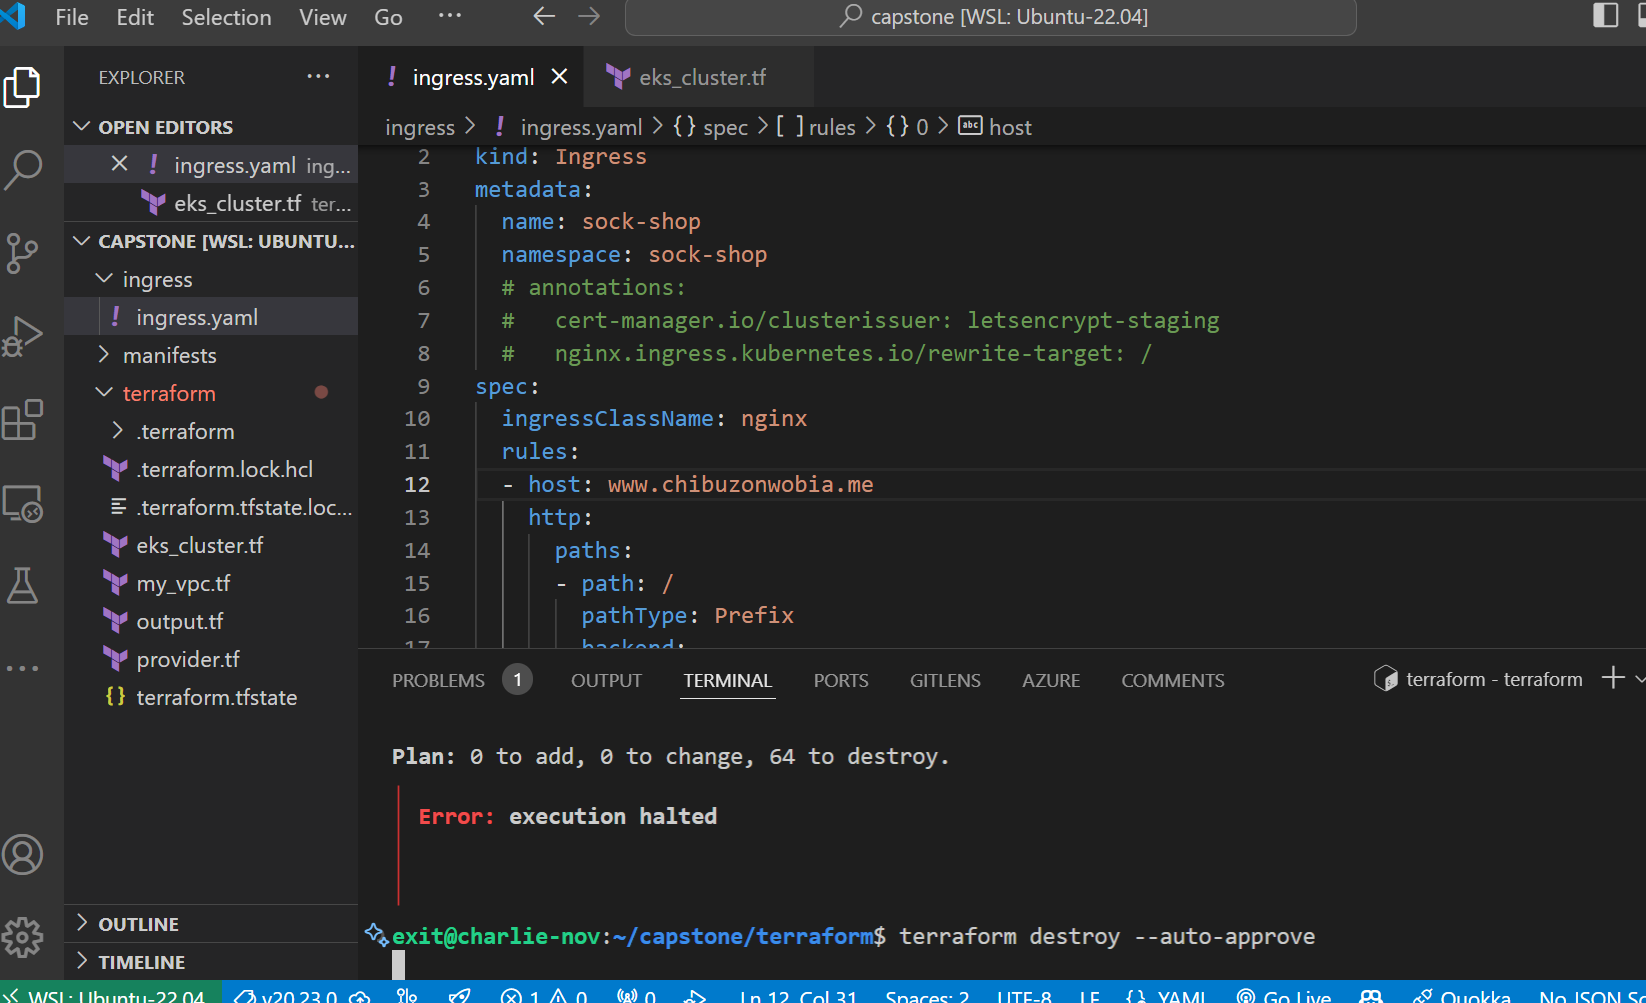 File Edit Selection View Go ...
capstone [WSL: Ubuntu-22.04]
EXPLORER ...
OPEN EDITORS
ingress.yaml ing...
eks_cluster.tf ter...
CAPSTONE [WSL: UBUNTU...
ingress
ingress.yaml
manifests
terraform
.terraform
.terraform.lock.hcl
.terraform.tfstate.loc...
eks_cluster.tf
my_vpc.tf
output.tf
provider.tf
{} terraform.tfstate
OUTLINE
TIMELINE
! ingress.yaml
eks_cluster.tf
ingress > ! ingress.yaml > {} spec > [ ] rules > {} 0 > abc host
2 kind: Ingress
3 metadata:
4 name: sock-shop
5 namespace: sock-shop
6 # annotations:
7 #   cert-manager.io/clusterissuer: letsencrypt-staging
8 #   nginx.ingress.kubernetes.io/rewrite-target: /
9 spec:
10 ingressClassName: nginx
11 rules:
12 - host: www.chibuzonwobia.me
13 http:
14 paths:
15 - path: /
16 pathType: Prefix
17 backend:
PROBLEMS 1 OUTPUT TERMINAL PORTS GITLENS AZURE COMMENTS
terraform - terraform
Plan: 0 to add, 0 to change, 64 to destroy.
Error: execution halted
exit@charlie-nov:~/capstone/terraform$ terraform destroy --auto-approve
WSL: Ubuntu-22.04 v20.23.0 1 0 0 Ln 12, Col 31 Spaces: 2 UTF-8 LF {} YAML Go Live Quokka No JSON Sc